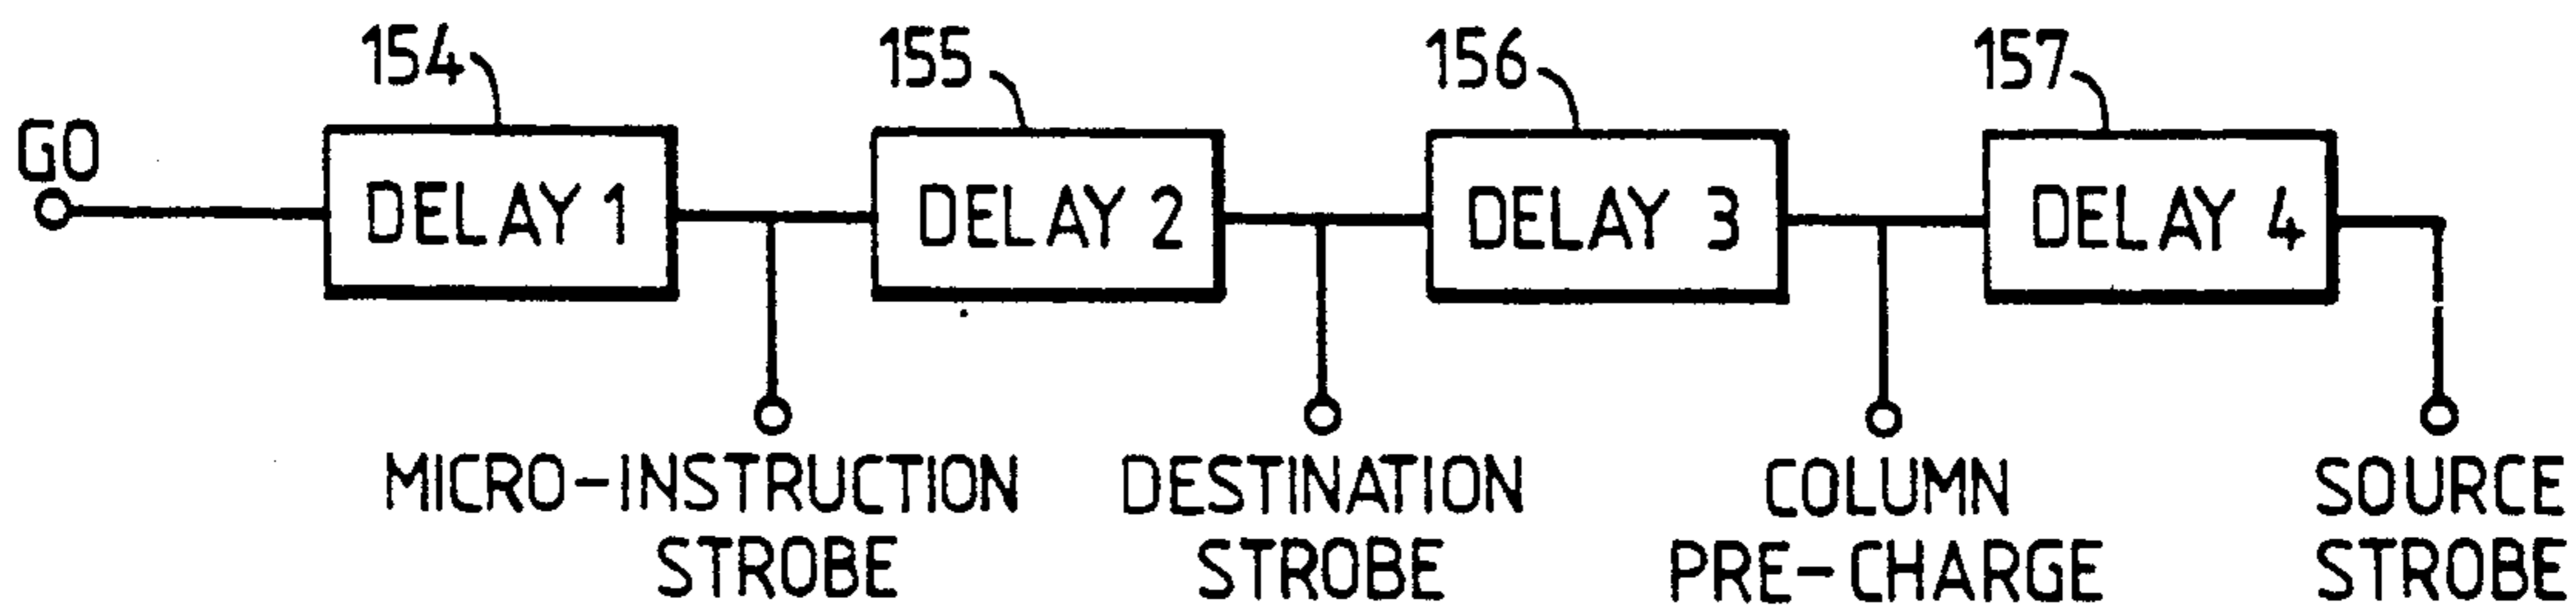 154
155
156
157
GO
DELAY 1
DELAY 2
DELAY 3
DELAY 4
MICRO-INSTRUCTION
STROBE
DESTINATION
STROBE
COLUMN
PRE-CHARGE
SOURCE
STROBE